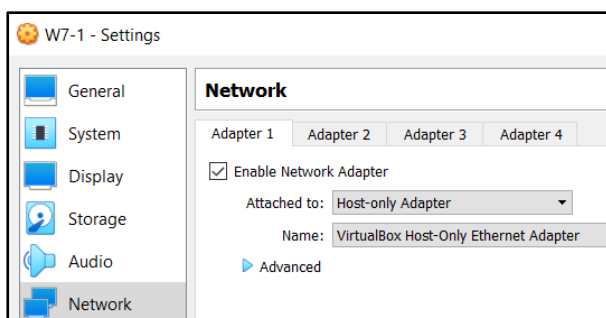 W7-1 - Settings
General
System
Display
Storage
Audio
Network
Network
Adapter 1 Adapter 2 Adapter 3 Adapter 4
Enable Network Adapter
Attached to: Host-only Adapter
Name: VirtualBox Host-Only Ethernet Adapter
Advanced